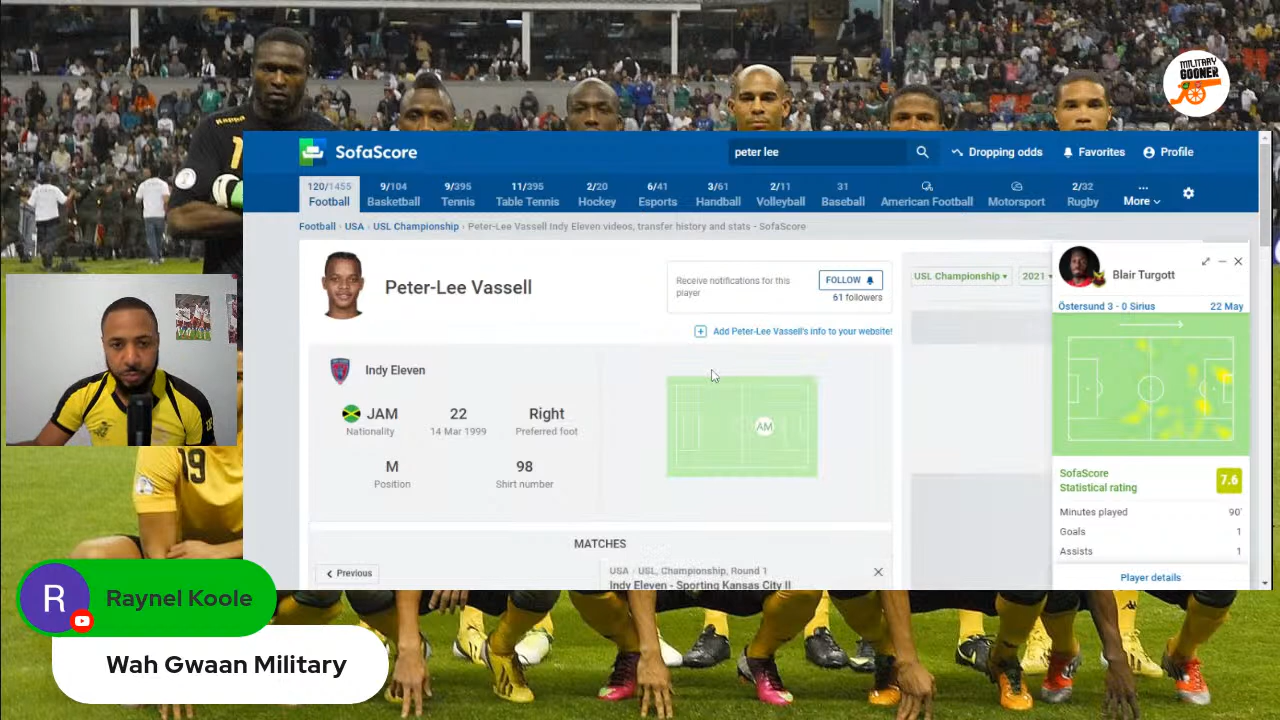 MILITARY
GOONER
Kappa
SofaScore
peter lee
Dropping odds
Favorites
Profile
120/1455
Football
9/104
Basketball
9/395
Tennis
11/395
Table Tennis
2/20
Hockey
6/41
Esports
3/61
Handball
2/11
Volleyball
31
Baseball
American Football
Motorsport
2/32
Rugby
...
More
Football › USA › USL Championship › Peter-Lee Vassell Indy Eleven videos, transfer history and stats - SofaScore
Peter-Lee Vassell
Receive notifications for this
player
FOLLOW
61 followers
Add Peter-Lee Vassell's info to your website!
Indy Eleven
JAM
Nationality
22
14 Mar 1999
Right
Preferred foot
M
Position
98
Shirt number
AM
MATCHES
Previous
USA - USL, Championship, Round 1
Indy Eleven - Sporting Kansas City II
USL Championship
2021
Blair Turgott
Östersund 3 - 0 Sirius
22 May
SofaScore
Statistical rating
7.6
Minutes played
90'
Goals
1
Assists
1
Player details
19
R
Raynel Koole
Wah Gwaan Military